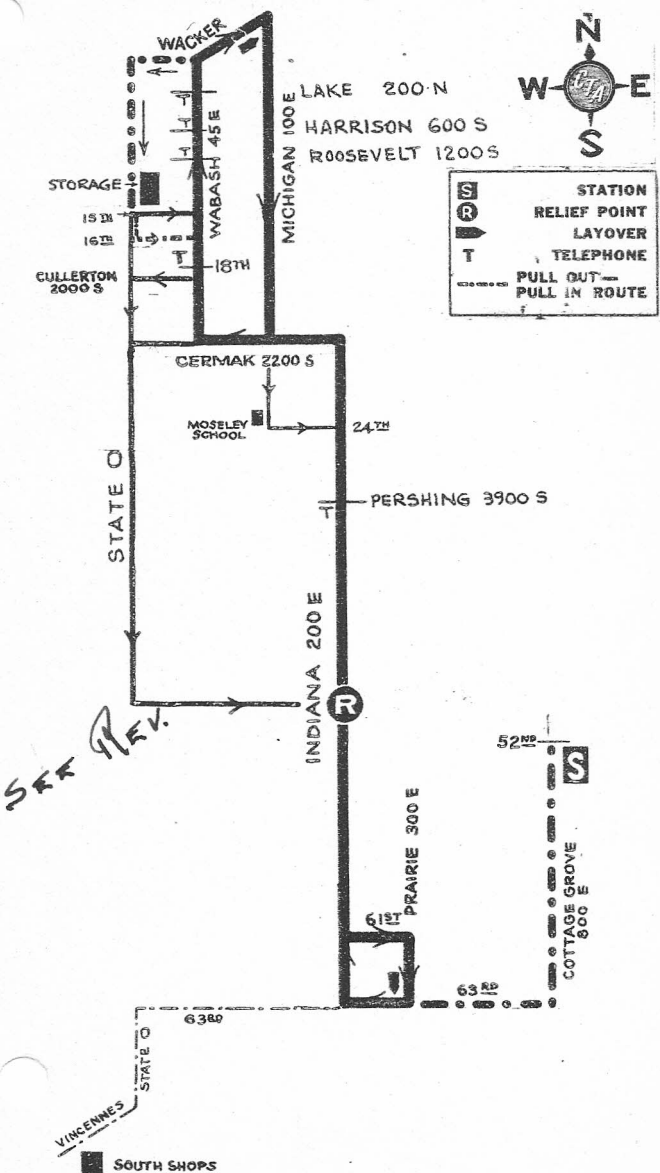 WACKER
N
W
CTA
E
S
LAKE 200 N
HARRISON 600 S
ROOSEVELT 1200 S
WABASH 45 E
MICHIGAN 100 E
STORAGE
15TH
16TH
18TH
CULLERTON
2000 S
S STATION
R RELIEF POINT
LAYOVER
T TELEPHONE
PULL OUT—
PULL IN ROUTE
T
T
T
T
CERMAK 2200 S
MOSELEY
SCHOOL
24TH
STATE O
PERSHING 3900 S
T
INDIANA 200 E
R
SEE REV.
52ND
S
PRAIRIE 300 E
COTTAGE GROVE
800 E
61ST
63RD
63RD
STATE O
VINCENNES
SOUTH SHOPS